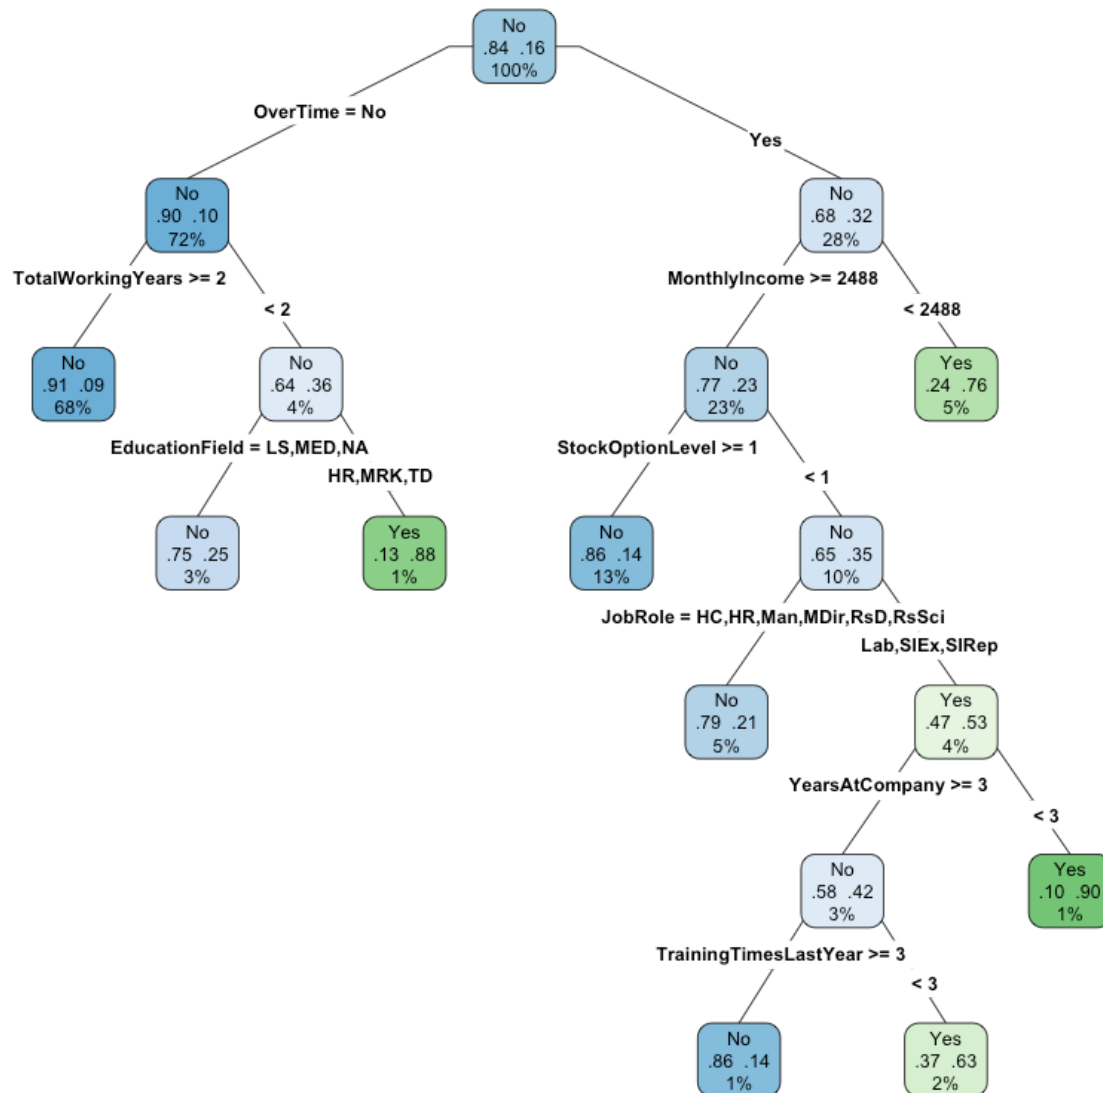 No
.84 .16
100%
OverTime = No
Yes
No
.90 .10
72%
No
.68 .32
28%
TotalWorkingYears >= 2
< 2
MonthlyIncome >= 2488
< 2488
No
.91 .09
68%
No
.64 .36
4%
No
.77 .23
23%
Yes
.24 .76
5%
EducationField = LS,MED,NA
HR,MRK,TD
StockOptionLevel >= 1
< 1
No
.75 .25
3%
Yes
.13 .88
1%
No
.86 .14
13%
No
.65 .35
10%
JobRole = HC,HR,Man,MDir,RsD,RsSci
Lab,SlEx,SlRep
No
.79 .21
5%
Yes
.47 .53
4%
YearsAtCompany >= 3
< 3
No
.58 .42
3%
Yes
.10 .90
1%
TrainingTimesLastYear >= 3
< 3
No
.86 .14
1%
Yes
.37 .63
2%